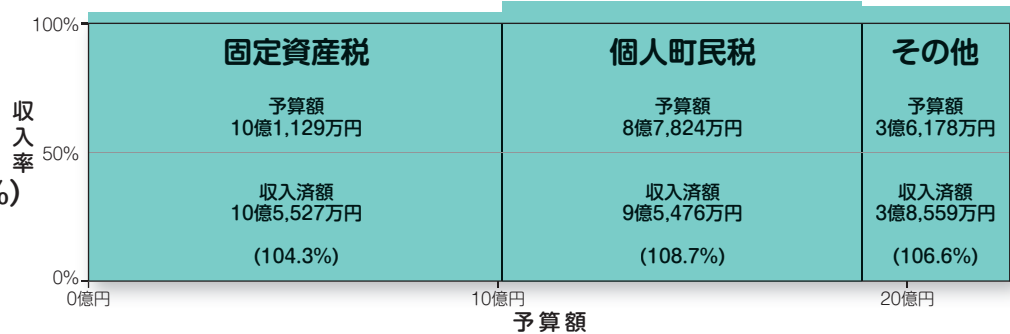 100%
50%
0%
収入率
%)
固定資産税
予算額
10億1,129万円
収入済額
10億5,527万円
(104.3%)
個人町民税
予算額
8億7,824万円
収入済額
9億5,476万円
(108.7%)
その他
予算額
3億6,178万円
収入済額
3億8,559万円
(106.6%)
0億円
10億円
20億円
予算額